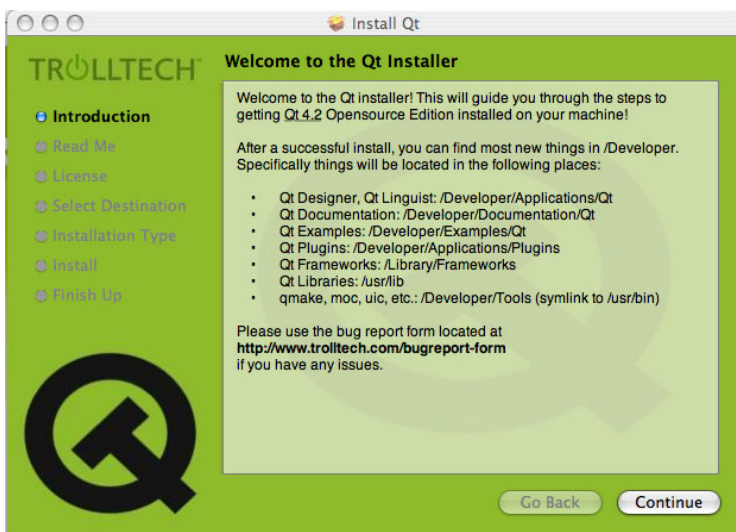 Install Qt
TROLLTECH
Introduction
Read Me
License
Select Destination
Installation Type
Install
Finish Up
Welcome to the Qt Installer
Welcome to the Qt installer! This will guide you through the steps to
getting Qt 4.2 Opensource Edition installed on your machine!
After a successful install, you can find most new things in /Developer.
Specifically things will be located in the following places:
• Qt Designer, Qt Linguist: /Developer/Applications/Qt
• Qt Documentation: /Developer/Documentation/Qt
• Qt Examples: /Developer/Examples/Qt
• Qt Plugins: /Developer/Applications/Plugins
• Qt Frameworks: /Library/Frameworks
• Qt Libraries: /usr/lib
• qmake, moc, uic, etc.: /Developer/Tools (symlink to /usr/bin)
Please use the bug report form located at
http://www.trolltech.com/bugreport-form
if you have any issues.
Go Back
Continue